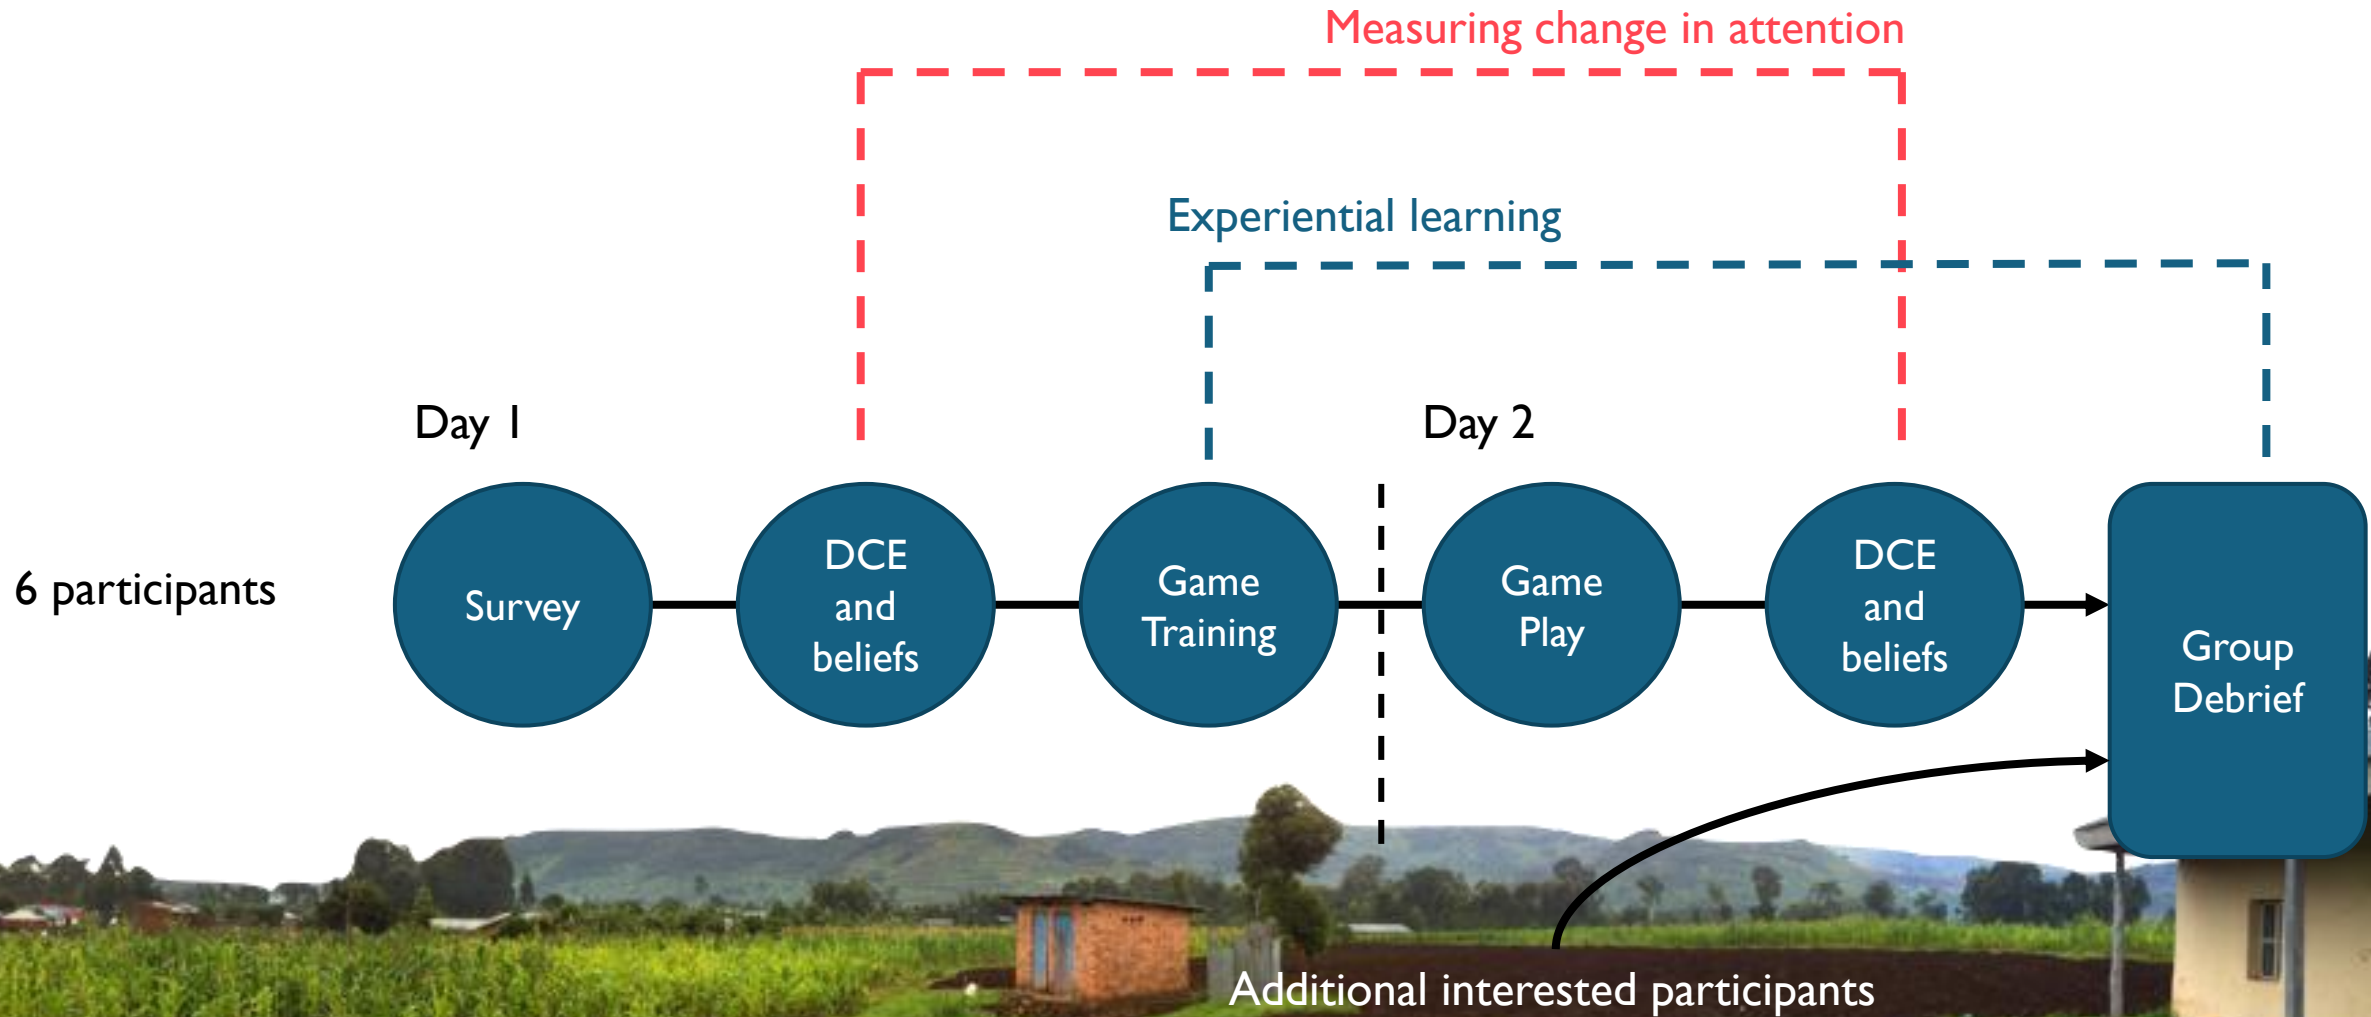 Measuring change in attention
Experiential learning
Day 1
Day 2
6 participants
Survey
DCE
and
beliefs
Game
Training
Game
Play
DCE
and
beliefs
Group
Debrief
Additional interested participants